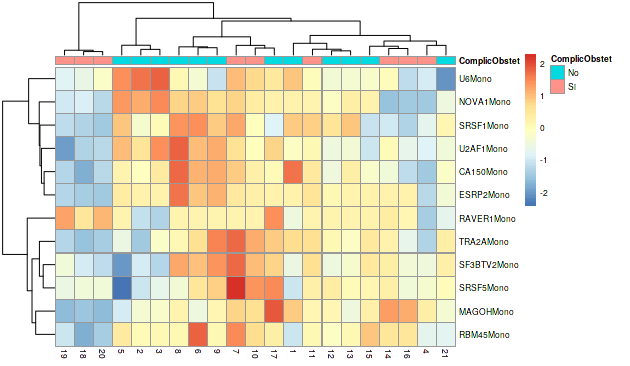 ComplicObstet
U6Mono
NOVA1Mono
SRSF1Mono
U2AF1Mono
CA150Mono
ESRP2Mono
RAVER1Mono
TRA2AMono
SF3BTV2Mono
SRSF5Mono
MAGOHMono
RBM45Mono
19 18 20 5 2 3 8 6 9 7 10 17 1 11 12 13 15 14 16 4 21
2
1
0
-1
-2
ComplicObstet
No
SI